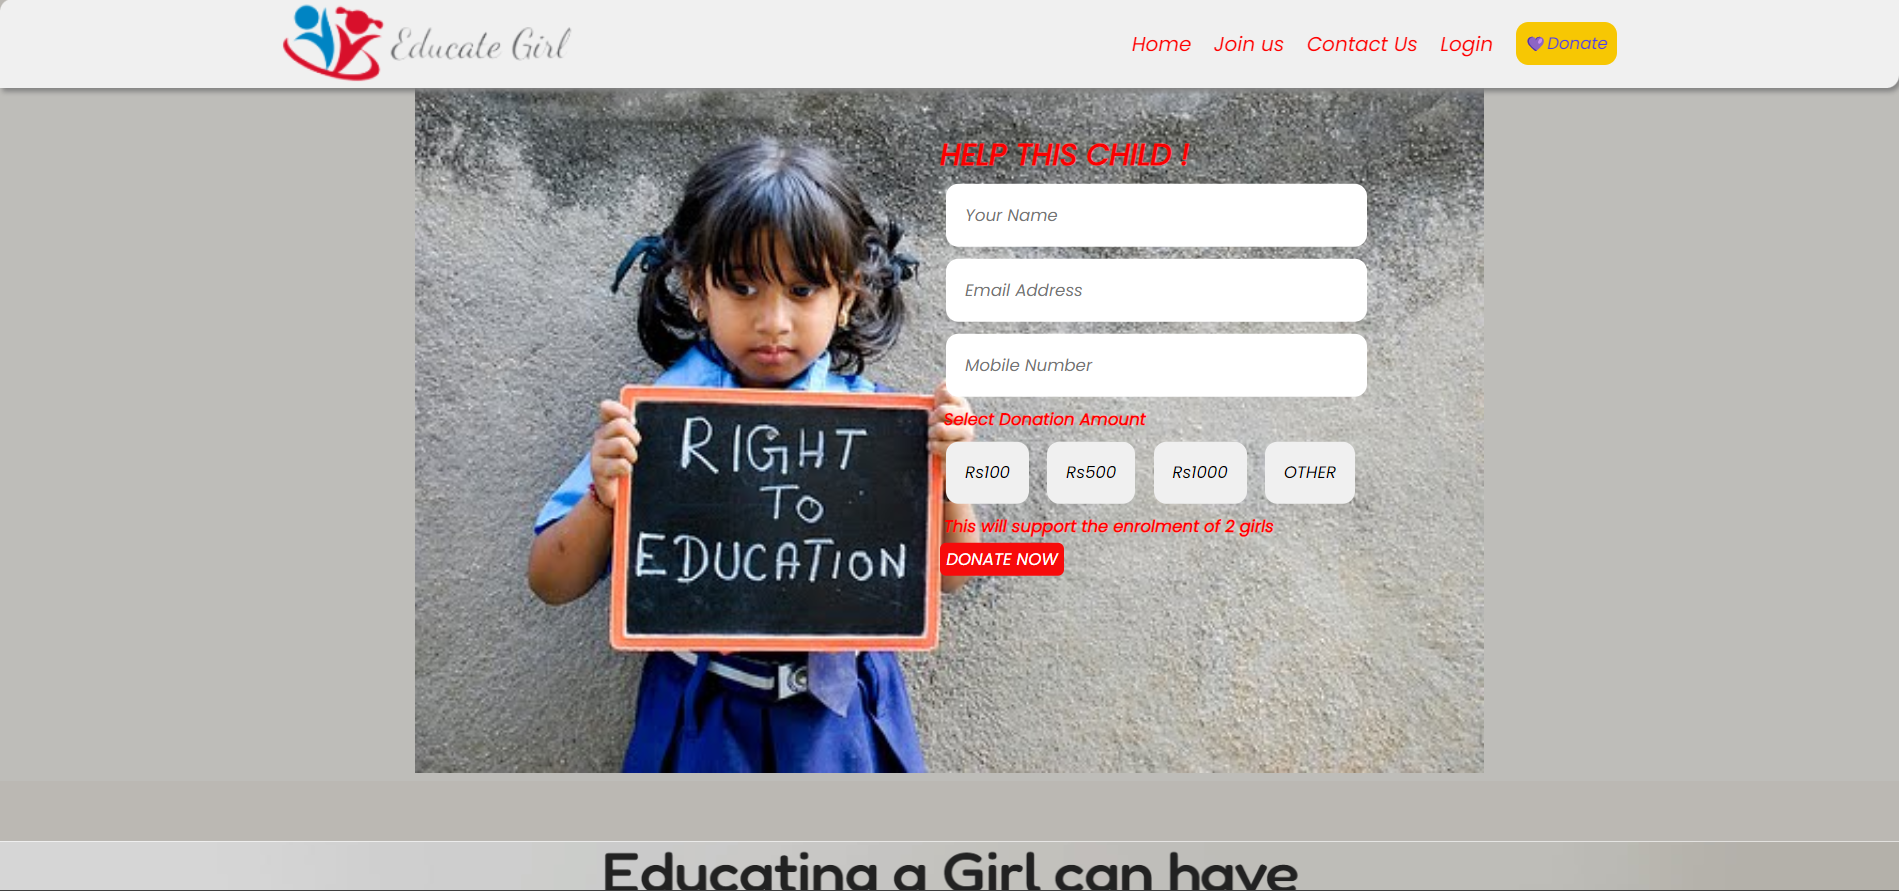 Educate Girl
Home Join us Contact Us Login 💜Donate
HELP THIS CHILD !
Your Name
Email Address
Mobile Number
Select Donation Amount
Rs100 Rs500 Rs1000 OTHER
This will support the enrolment of 2 girls
DONATE NOW
RIGHT
TO
EDUCATION
Educating a Girl can have